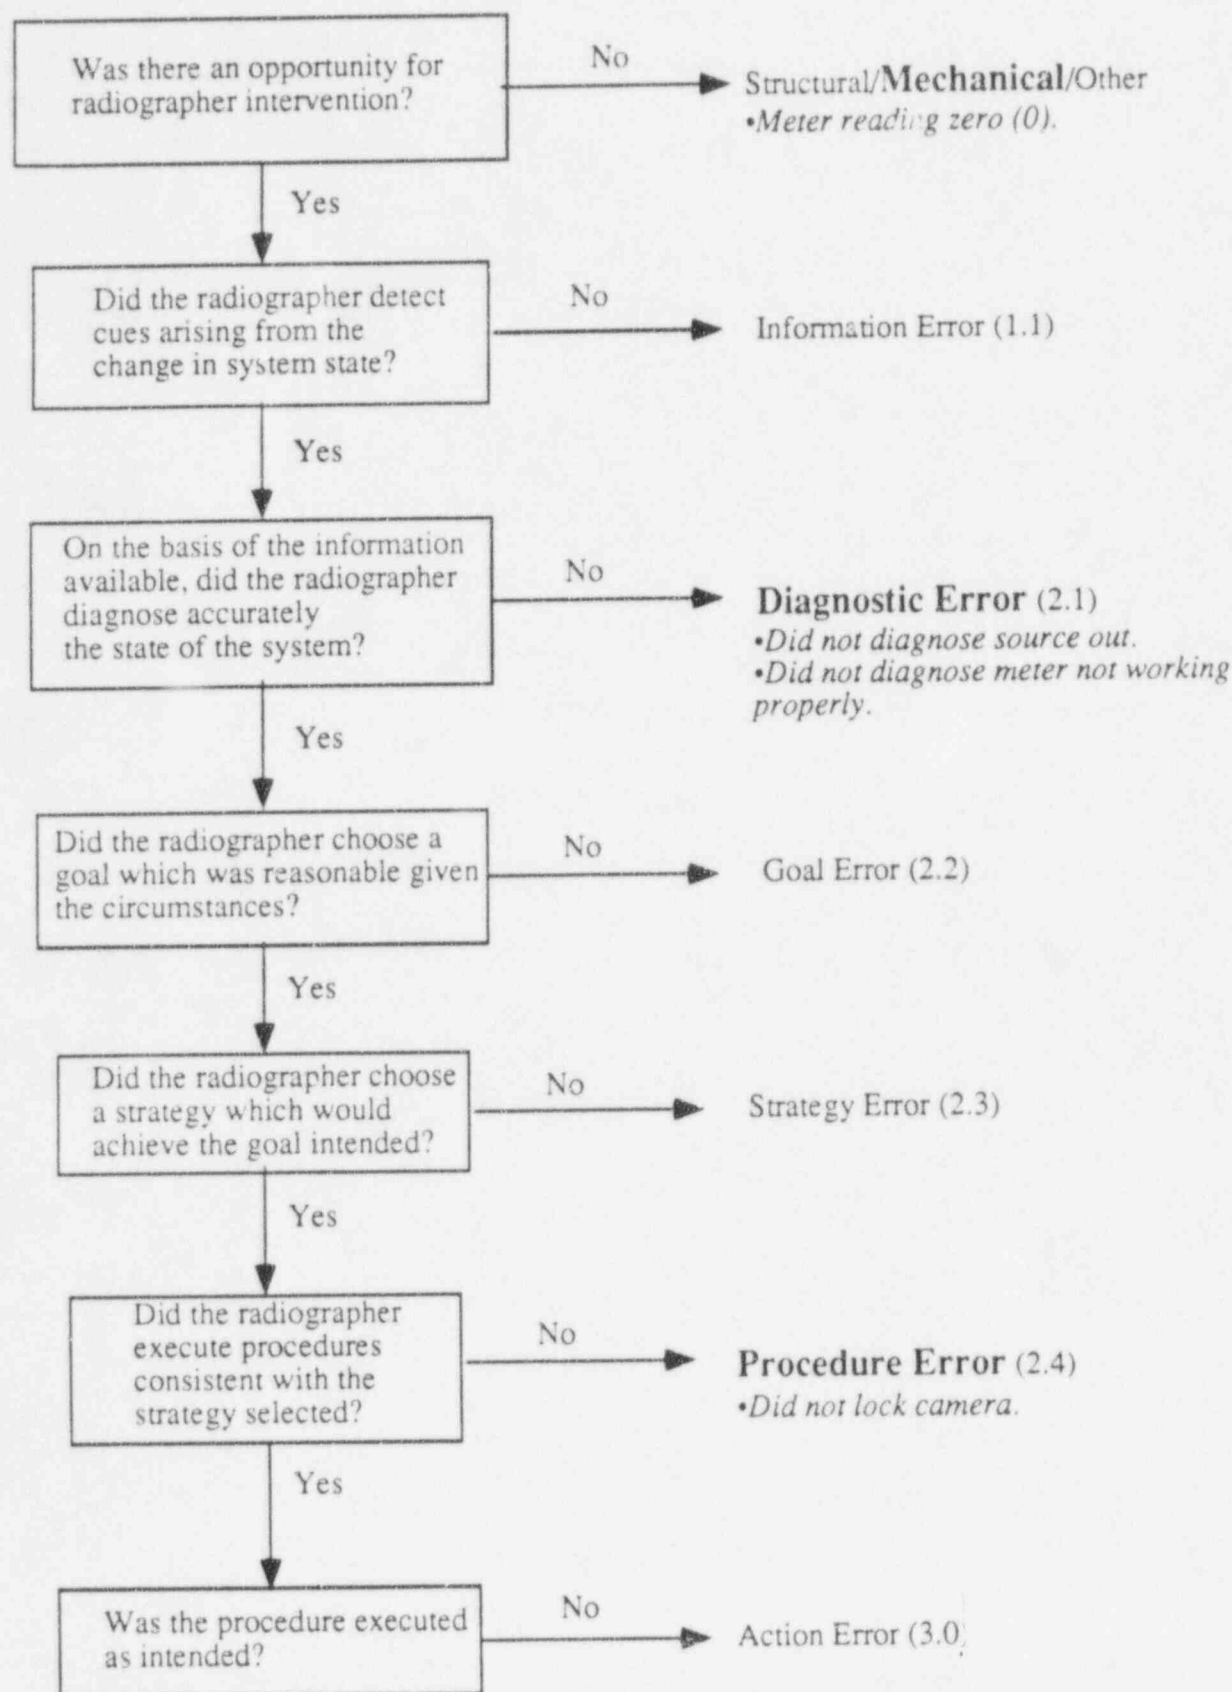 Was there an opportunity for
radiographer intervention?
No
Structural/Mechanical/Other
•Meter reading zero (0).
Yes
Did the radiographer detect
cues arising from the
change in system state?
No
Information Error (1.1)
Yes
On the basis of the information
available, did the radiographer
diagnose accurately
the state of the system?
No
Diagnostic Error (2.1)
•Did not diagnose source out.
•Did not diagnose meter not working
properly.
Yes
Did the radiographer choose a
goal which was reasonable given
the circumstances?
No
Goal Error (2.2)
Yes
Did the radiographer choose
a strategy which would
achieve the goal intended?
No
Strategy Error (2.3)
Yes
Did the radiographer
execute procedures
consistent with the
strategy selected?
No
Procedure Error (2.4)
•Did not lock camera.
Yes
Was the procedure executed
as intended?
No
Action Error (3.0)